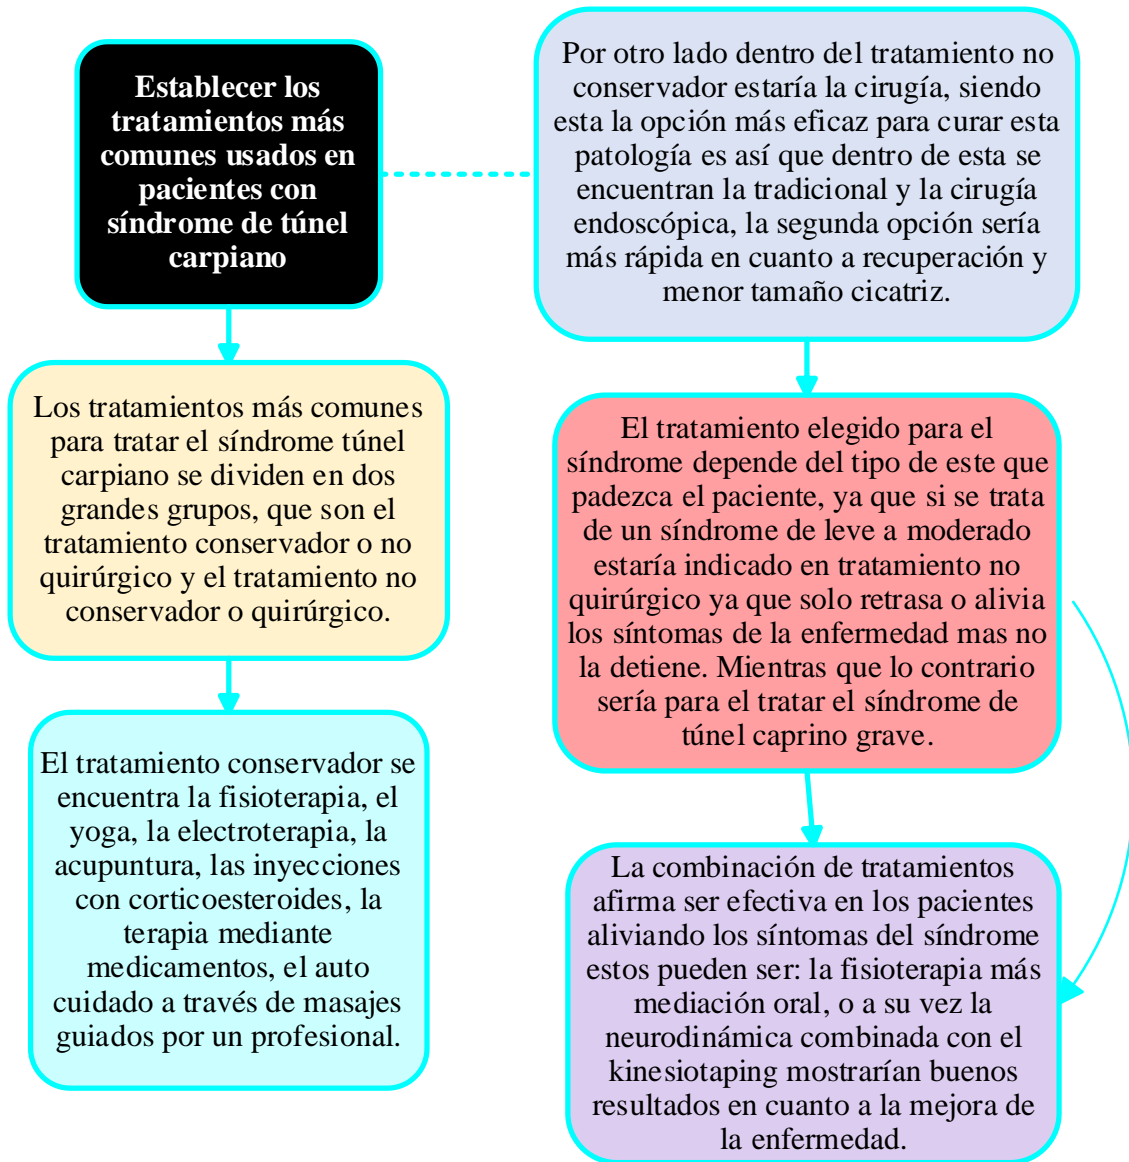 Establecer los
tratamientos más
comunes usados en
pacientes con
síndrome de túnel
carpiano
Los tratamientos más comunes
para tratar el síndrome túnel
carpiano se dividen en dos
grandes grupos, que son el
tratamiento conservador o no
quirúrgico y el tratamiento no
conservador o quirúrgico.
El tratamiento conservador se
encuentra la fisioterapia, el
yoga, la electroterapia, la
acupuntura, las inyecciones
con corticoesteroides, la
terapia mediante
medicamentos, el auto
cuidado a través de masajes
guiados por un profesional.
Por otro lado dentro del tratamiento no
conservador estaría la cirugía, siendo
esta la opción más eficaz para curar esta
patología es así que dentro de esta se
encuentran la tradicional y la cirugía
endoscópica, la segunda opción sería
más rápida en cuanto a recuperación y
menor tamaño cicatriz.
El tratamiento elegido para el
síndrome depende del tipo de este que
padezca el paciente, ya que si se trata
de un síndrome de leve a moderado
estaría indicado en tratamiento no
quirúrgico ya que solo retrasa o alivia
los síntomas de la enfermedad mas no
la detiene. Mientras que lo contrario
sería para el tratar el síndrome de
túnel caprino grave.
La combinación de tratamientos
afirma ser efectiva en los pacientes
aliviando los síntomas del síndrome
estos pueden ser: la fisioterapia más
mediación oral, o a su vez la
neurodinámica combinada con el
kinesiotaping mostrarían buenos
resultados en cuanto a la mejora de
la enfermedad.